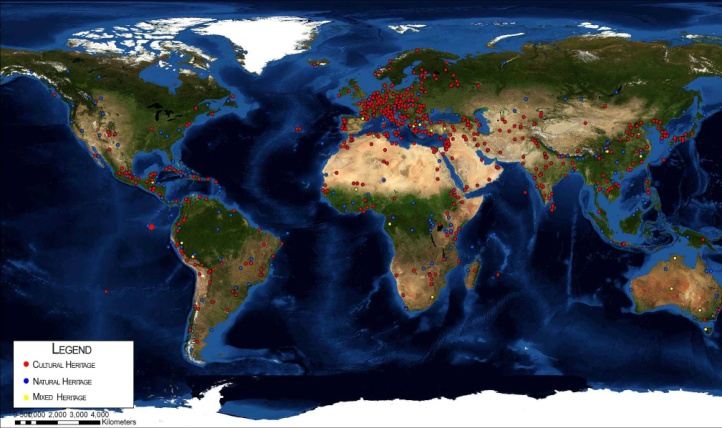 LEGEND
CULTURAL HERITAGE
NATURAL HERITAGE
MIXED HERITAGE
2,000 3,000 4,000
Kilometers